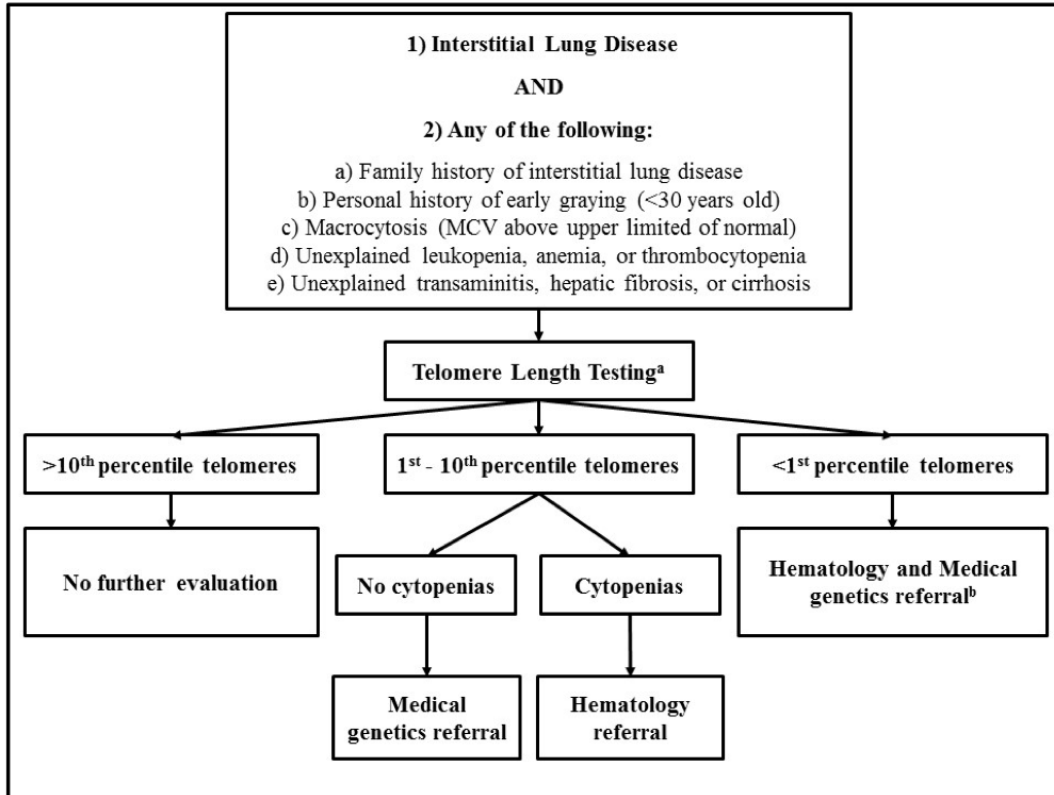 1) Interstitial Lung Disease
AND
2) Any of the following:
a) Family history of interstitial lung disease
b) Personal history of early graying (<30 years old)
c) Macrocytosis (MCV above upper limited of normal)
d) Unexplained leukopenia, anemia, or thrombocytopenia
e) Unexplained transaminitis, hepatic fibrosis, or cirrhosis
Telomere Length Testingᵃ
>10ᵗʰ percentile telomeres
1ˢᵗ - 10ᵗʰ percentile telomeres
<1ˢᵗ percentile telomeres
No further evaluation
No cytopenias
Cytopenias
Hematology and Medical
genetics referralᵇ
Medical
genetics referral
Hematology
referral